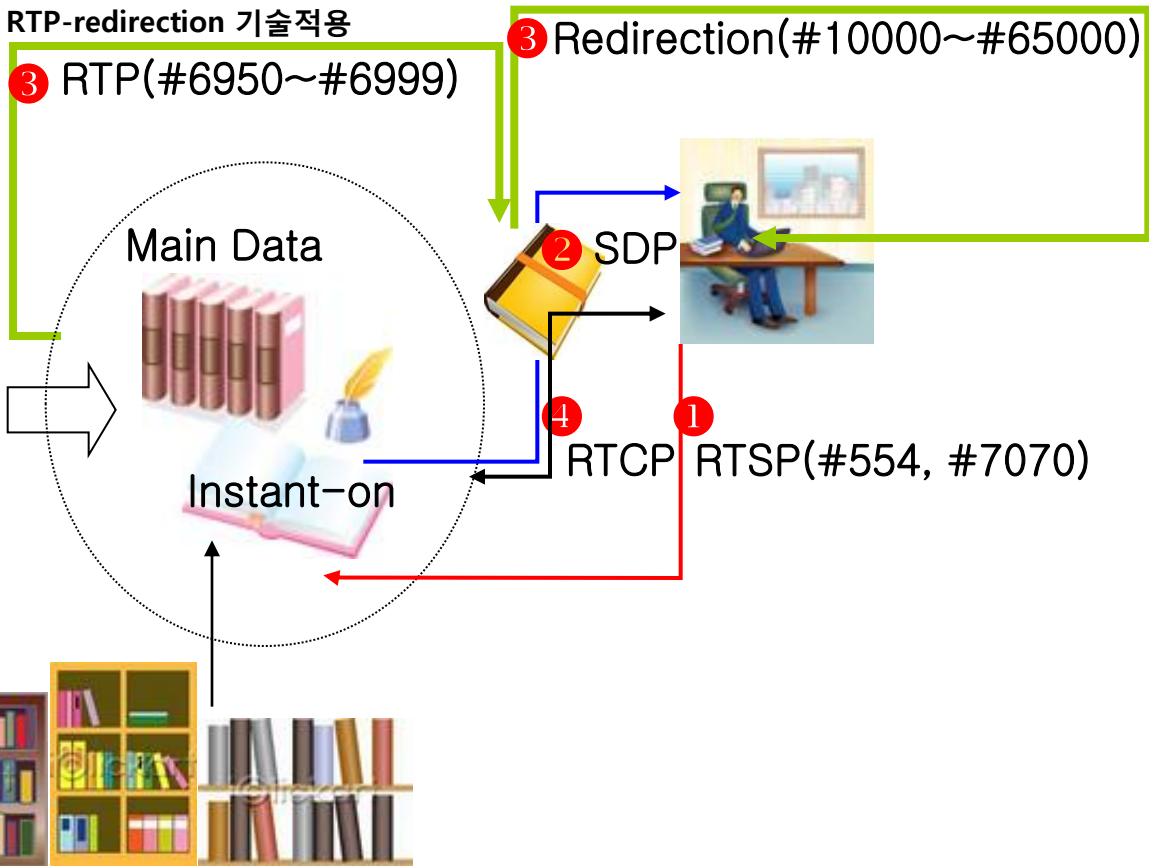 RTP-redirection 기술적용
❸ Redirection(#10000~#65000)
❸ RTP(#6950~#6999)
Main Data
❷ SDP
❹ RTCP
❶ RTSP(#554, #7070)
Instant-on